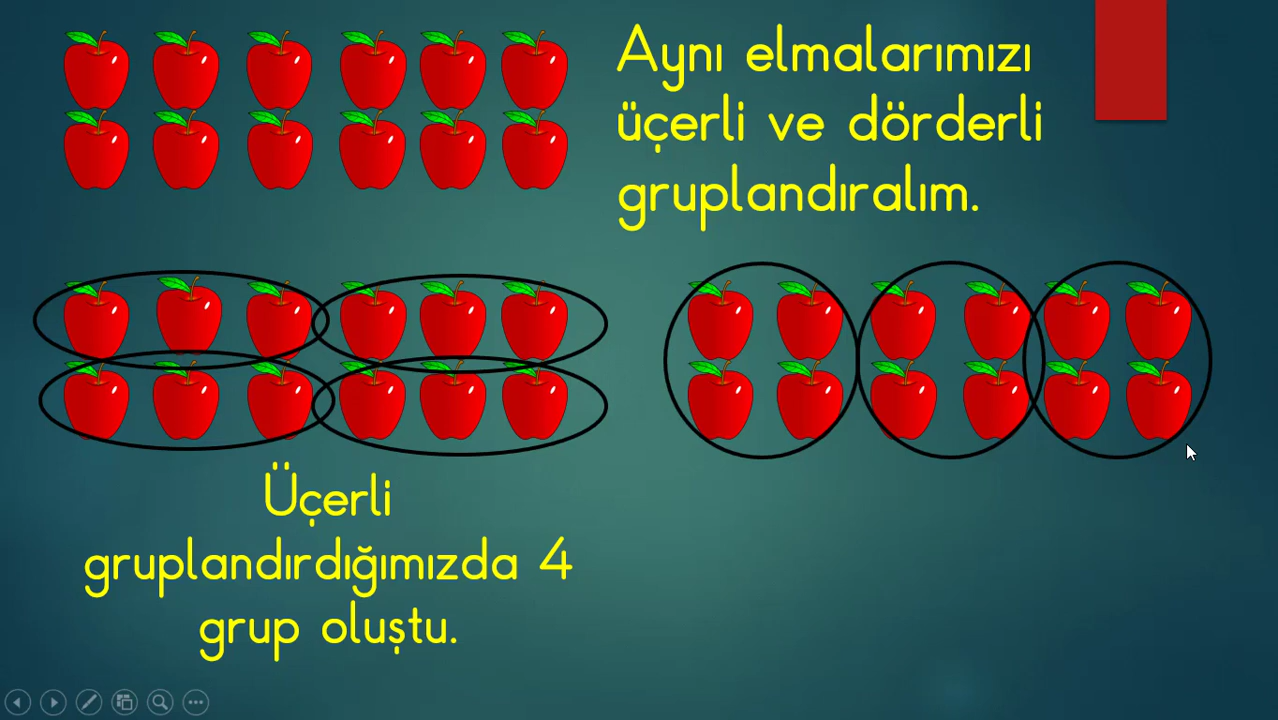 Aynı elmalarımızı
üçerli ve dörderli
gruplandıralım.
Üçerli
gruplandırdığımızda 4
grup oluştu.